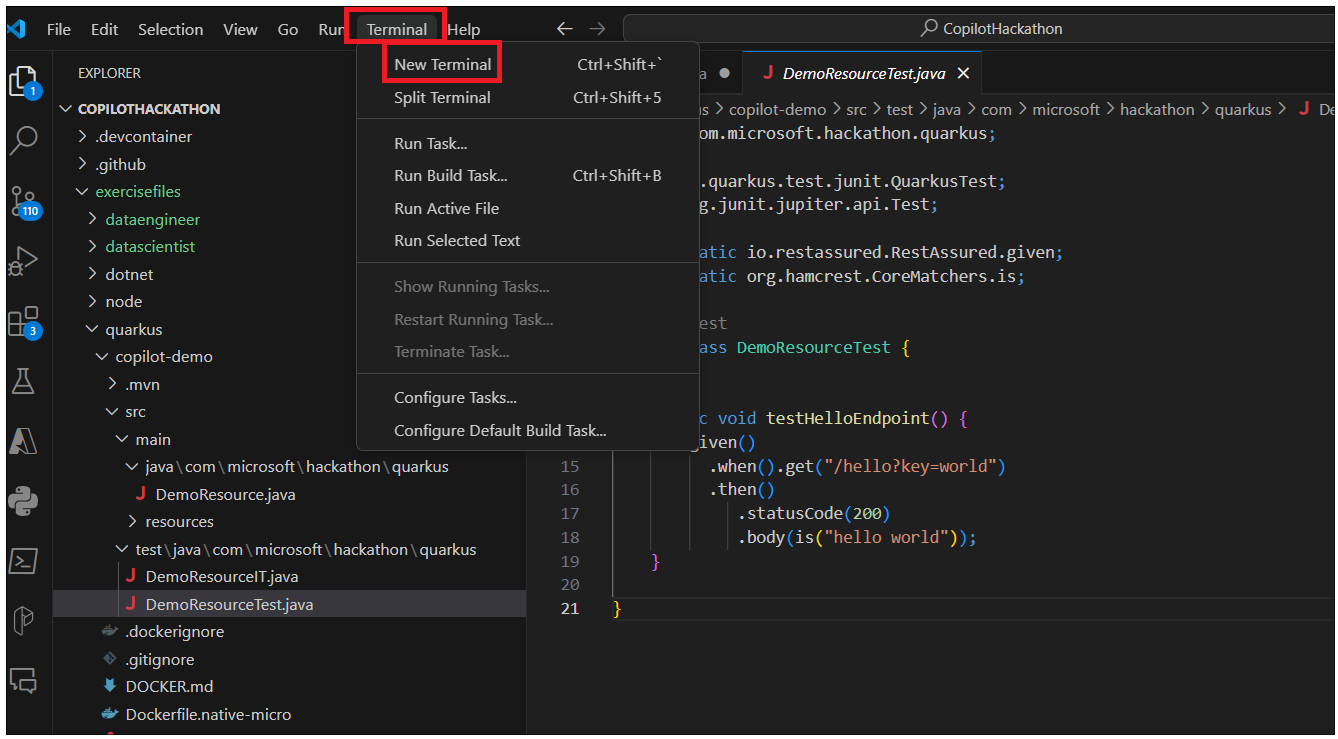 File Edit Selection View Go Run Terminal Help CopilotHackathon
EXPLORER
1
COPILOTHACKATHON
.devcontainer
.github
exercisefiles
110
dataengineer
datascientist
dotnet
node
3
quarkus
copilot-demo
.mvn
src
main
java\com\microsoft\hackathon\quarkus
DemoResource.java
resources
test\java\com\microsoft\hackathon\quarkus
DemoResourceIT.java
DemoResourceTest.java
.dockerignore
.gitignore
DOCKER.md
Dockerfile.native-micro
New Terminal Ctrl+Shift+`
Split Terminal Ctrl+Shift+5
Run Task...
Run Build Task... Ctrl+Shift+B
Run Active File
Run Selected Text
Show Running Tasks...
Restart Running Task...
Terminate Task...
Configure Tasks...
Configure Default Build Task...
a J DemoResourceTest.java
us > copilot-demo > src > test > java > com > microsoft > hackathon > quarkus > J De
om.microsoft.hackathon.quarkus;
.quarkus.test.junit.QuarkusTest;
g.junit.jupiter.api.Test;
atic io.restassured.RestAssured.given;
atic org.hamcrest.CoreMatchers.is;
est
ass DemoResourceTest {
c void testHelloEndpoint() {
given()
15 .when().get("/hello?key=world")
16 .then()
17 .statusCode(200)
18 .body(is("hello world"));
19 }
20
21 }